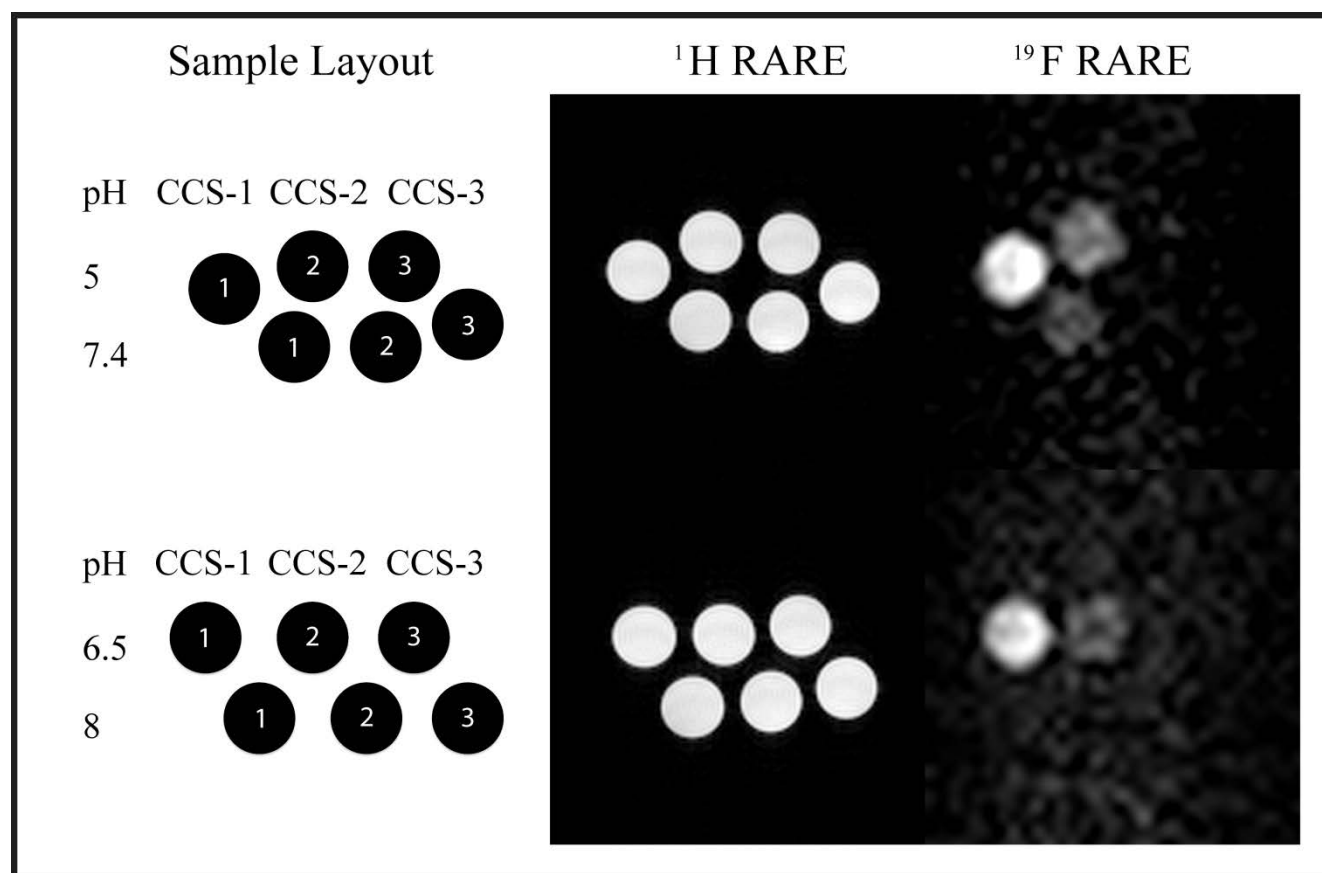 Sample Layout ¹H RARE ¹⁹F RARE
pH CCS-1 CCS-2 CCS-3
5 1 2 3
7.4 1 2 3
pH CCS-1 CCS-2 CCS-3
6.5 1 2 3
8 1 2 3